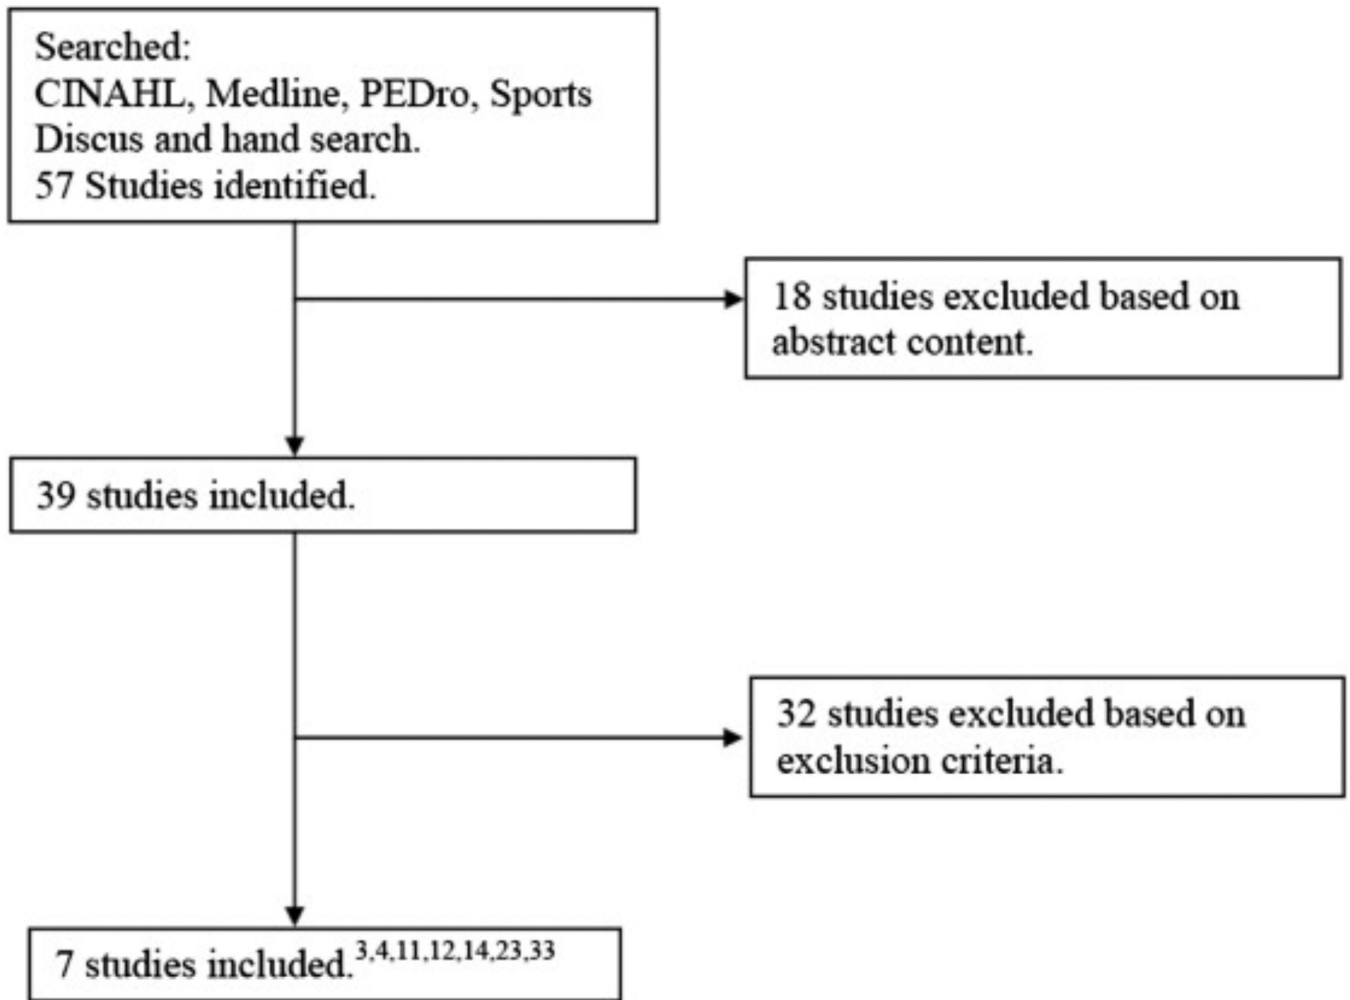 Searched:
CINAHL, Medline, PEDro, Sports
Discus and hand search.
57 Studies identified.
18 studies excluded based on
abstract content.
39 studies included.
32 studies excluded based on
exclusion criteria.
7 studies included.3,4,11,12,14,23,33